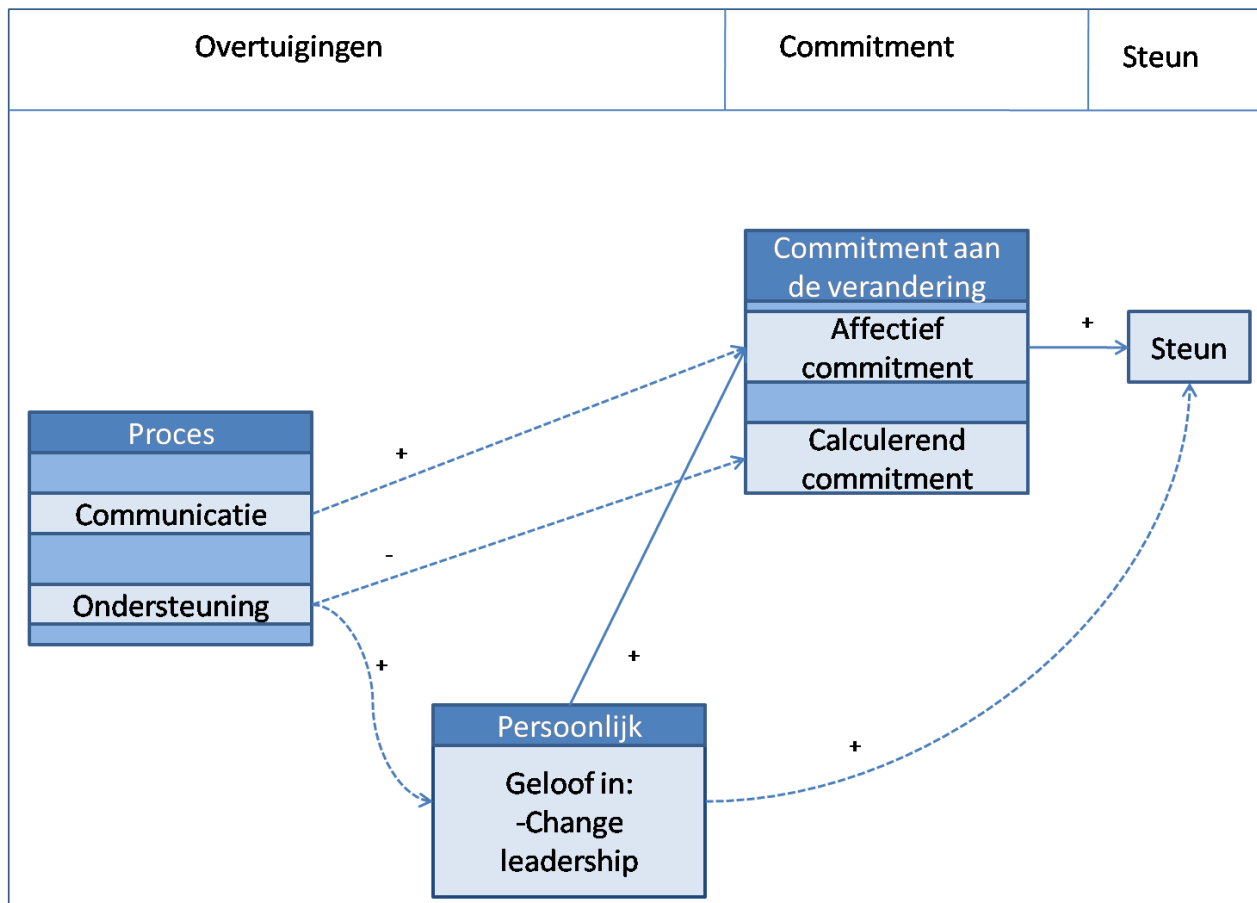 Overtuigingen
Commitment
Steun
Commitment aan
de verandering
Affectief
commitment
+
Steun
Calculerend
commitment
Proces
Communicatie
Ondersteuning
+
-
+
+
Persoonlijk
Geloof in:
-Change
leadership
+